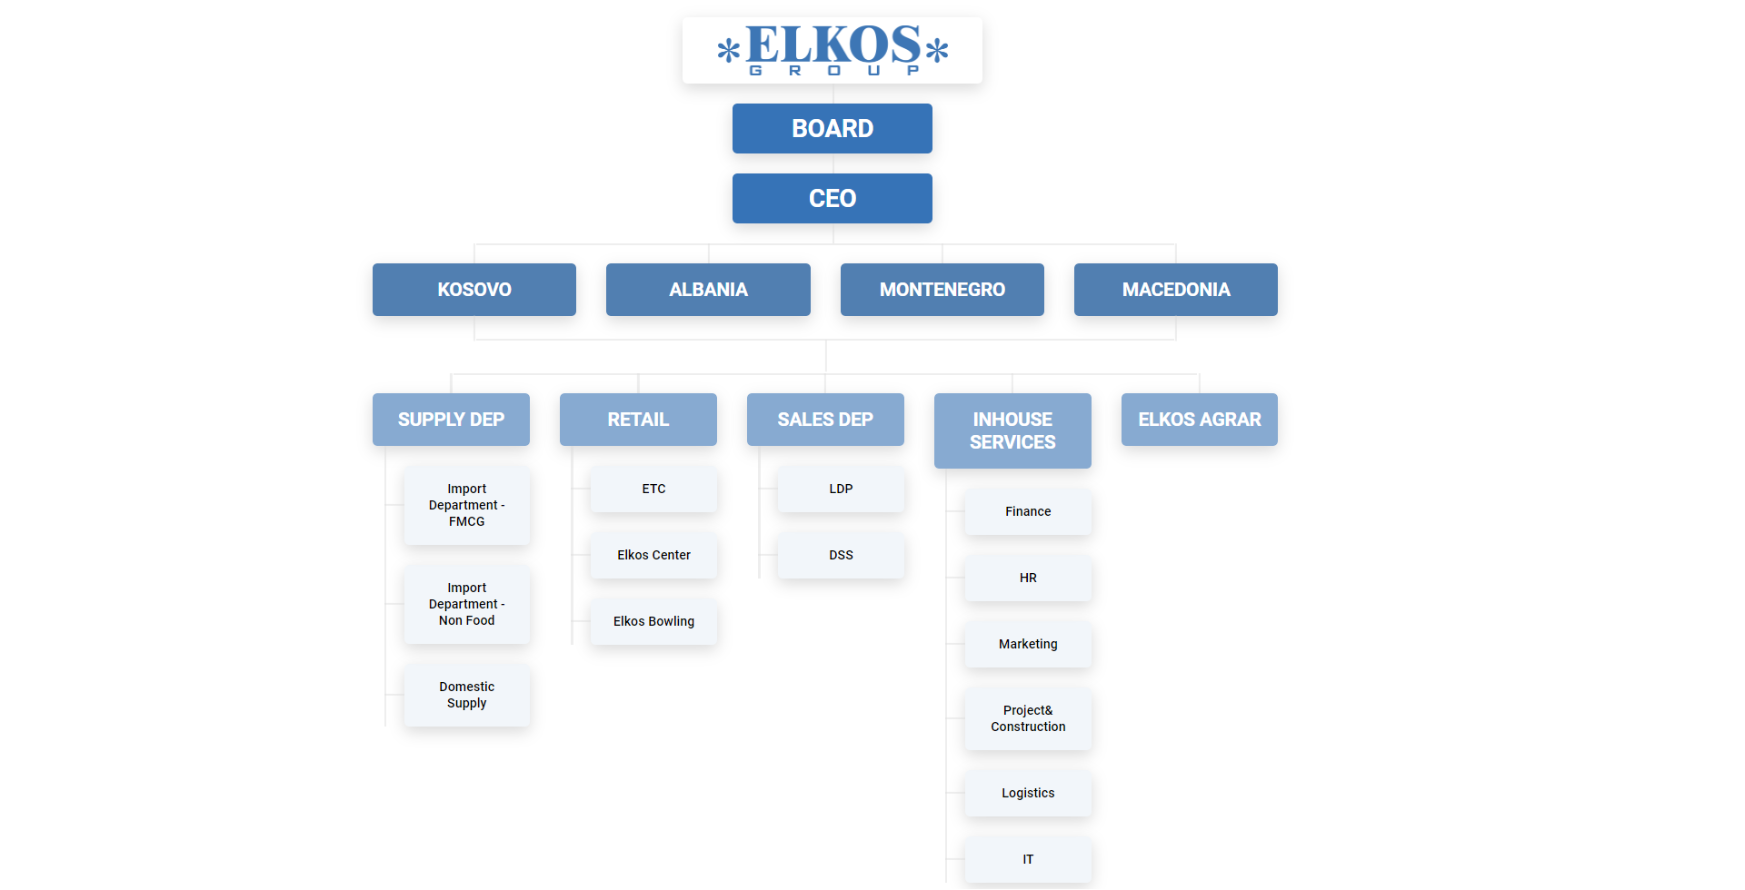 *ELKOS*
GROUP
BOARD
CEO
KOSOVO
ALBANIA
MONTENEGRO
MACEDONIA
SUPPLY DEP
Import
Department -
FMCG
Import
Department -
Non Food
Domestic
Supply
RETAIL
ETC
Elkos Center
Elkos Bowling
SALES DEP
LDP
DSS
INHOUSE
SERVICES
Finance
HR
Marketing
Project&
Construction
Logistics
IT
ELKOS AGRAR